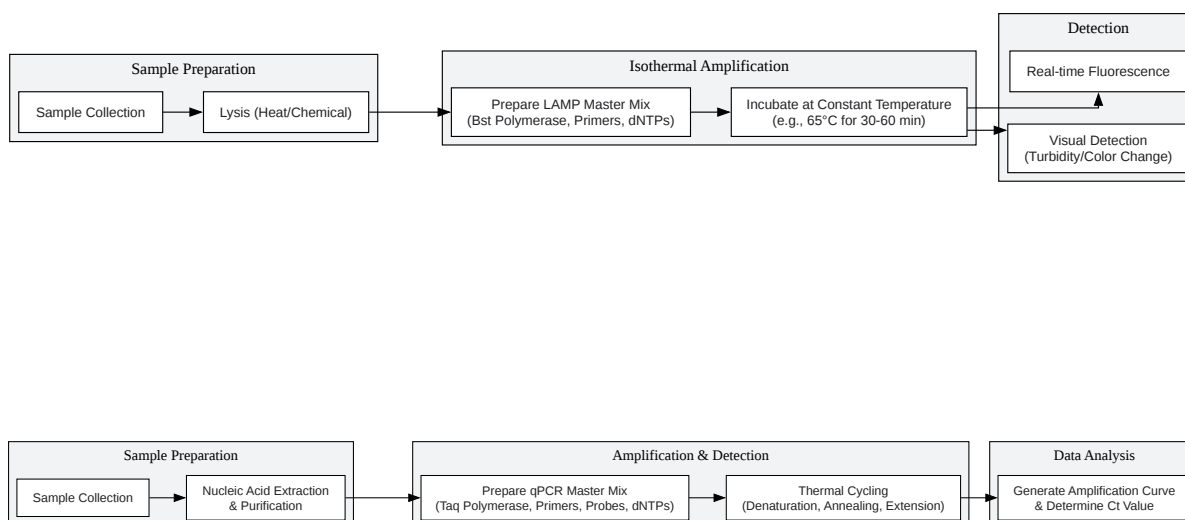 Detection
Sample Preparation
Isothermal Amplification
Real-time Fluorescence
Sample Collection
Lysis (Heat/Chemical)
Prepare LAMP Master Mix
(Bst Polymerase, Primers, dNTPs)
Incubate at Constant Temperature
(e.g., 65°C for 30-60 min)
Visual Detection
(Turbidity/Color Change)
Sample Preparation
Amplification & Detection
Data Analysis
Sample Collection
Nucleic Acid Extraction
& Purification
Prepare qPCR Master Mix
(Taq Polymerase, Primers, Probes, dNTPs)
Thermal Cycling
(Denaturation, Annealing, Extension)
Generate Amplification Curve
& Determine Ct Value